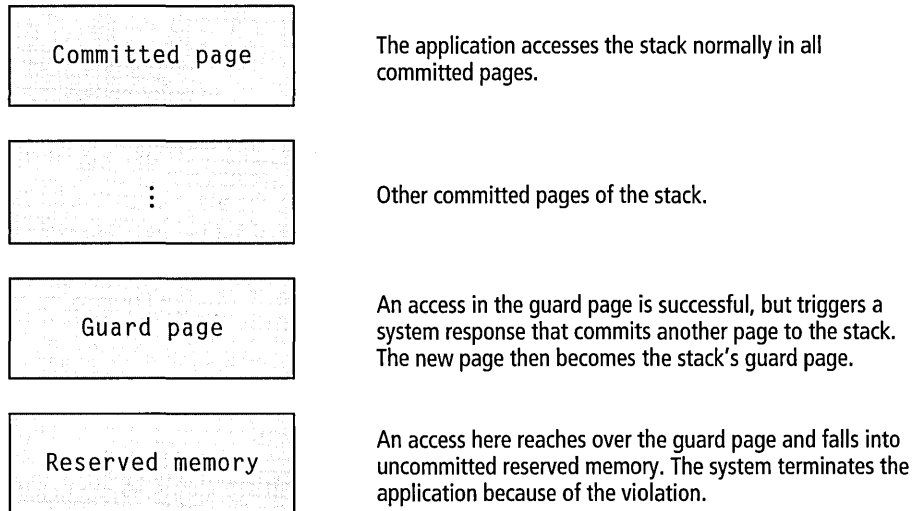 Committed page
The application accesses the stack normally in all
committed pages.
⋮
Other committed pages of the stack.
Guard page
An access in the guard page is successful, but triggers a
system response that commits another page to the stack.
The new page then becomes the stack's guard page.
Reserved memory
An access here reaches over the guard page and falls into
uncommitted reserved memory. The system terminates the
application because of the violation.